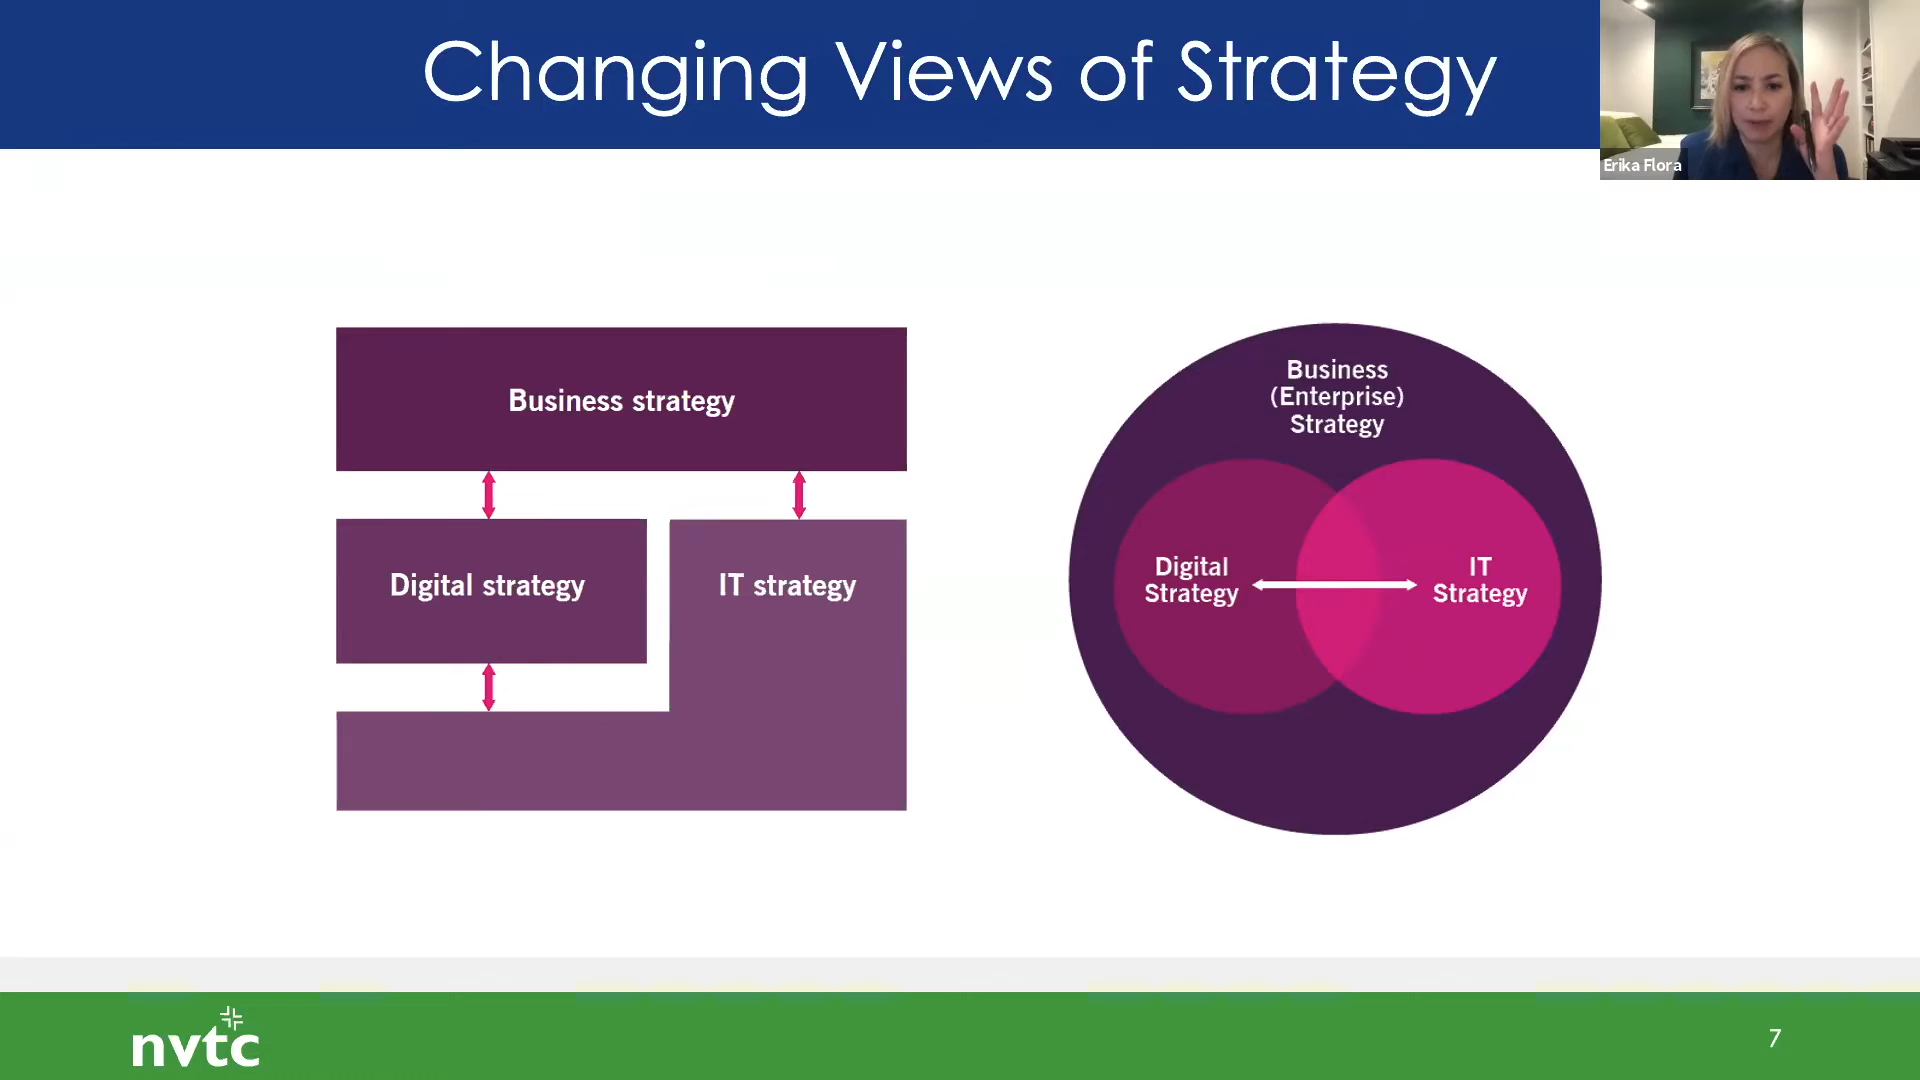 Changing Views of Strategy
Erika Flora
Business strategy
Digital strategy
IT strategy
Business
(Enterprise)
Strategy
Digital
Strategy
IT
Strategy
nvtc
7